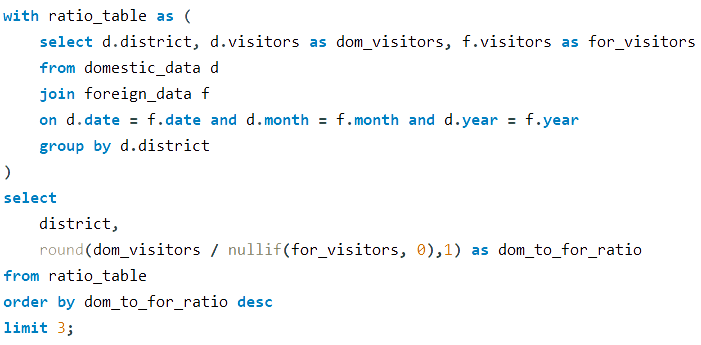 with ratio_table as (
    select d.district, d.visitors as dom_visitors, f.visitors as for_visitors
    from domestic_data d
    join foreign_data f
    on d.date = f.date and d.month = f.month and d.year = f.year
    group by d.district
)
select
    district,
    round(dom_visitors / nullif(for_visitors, 0),1) as dom_to_for_ratio
from ratio_table
order by dom_to_for_ratio desc
limit 3;